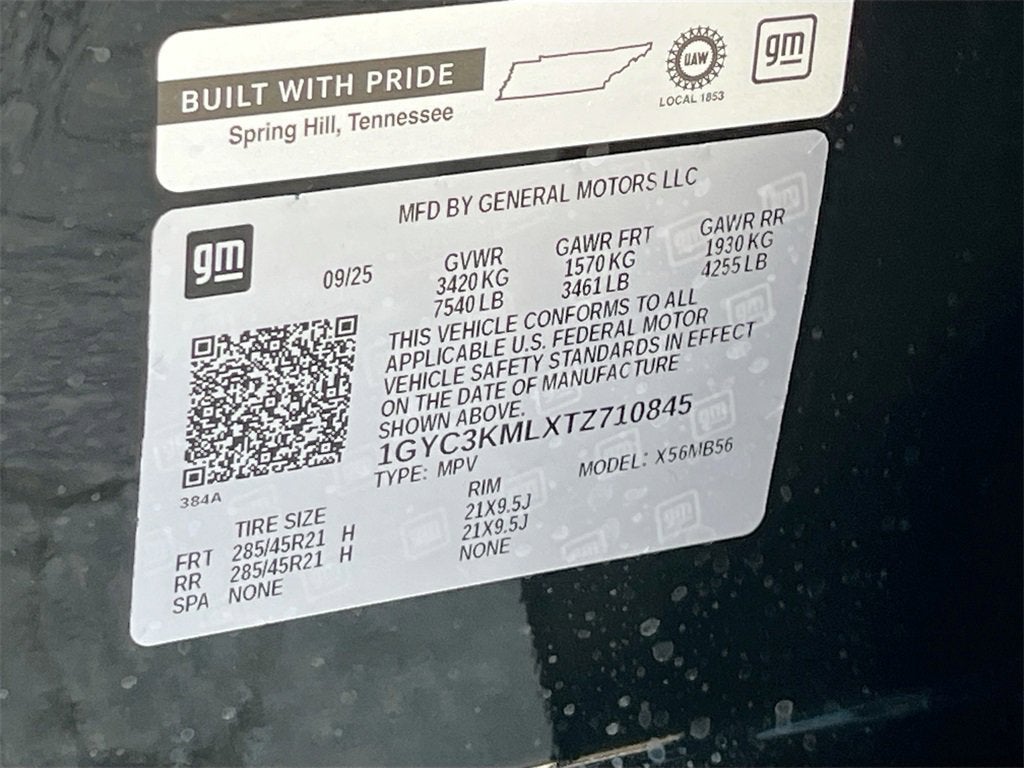 BUILT WITH PRIDE
Spring Hill, Tennessee
UAW
LOCAL 1853
gm
MFD BY GENERAL MOTORS LLC
gm
09/25
GVWR
3420 KG
7540 LB
GAWR FRT
1570 KG
3461 LB
GAWR RR
1930 KG
4255 LB
THIS VEHICLE CONFORMS TO ALL
APPLICABLE U.S. FEDERAL MOTOR
VEHICLE SAFETY STANDARDS IN EFFECT
ON THE DATE OF MANUFACTURE
SHOWN ABOVE.
1GYC3KMLXTZ710845
TYPE: MPV MODEL: X56MB56
384A
TIRE SIZE RIM
FRT 285/45R21 H 21X9.5J
RR 285/45R21 H 21X9.5J
SPA NONE NONE